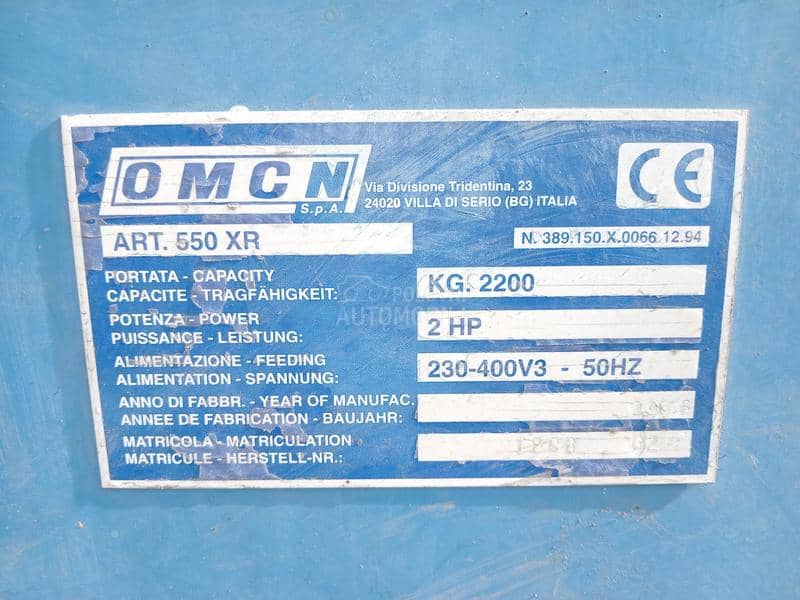 OMCN
S.p.A.
Via Divisione Tridentina, 23
24020 VILLA DI SERIO (BG) ITALIA
CE
ART. 550 XR
N. 389.150.X.0066 12.94
PORTATA - CAPACITY
CAPACITE - TRAGFÄHIGKEIT:
KG. 2200
POTENZA - POWER
PUISSANCE - LEISTUNG:
2 HP
ALIMENTAZIONE - FEEDING
ALIMENTATION - SPANNUNG:
230-400V3 - 50HZ
ANNO DI FABBR. - YEAR OF MANUFAC.
ANNEE DE FABRICATION - BAUJAHR:
MATRICOLA - MATRICULATION
MATRICULE - HERSTELL-NR.: